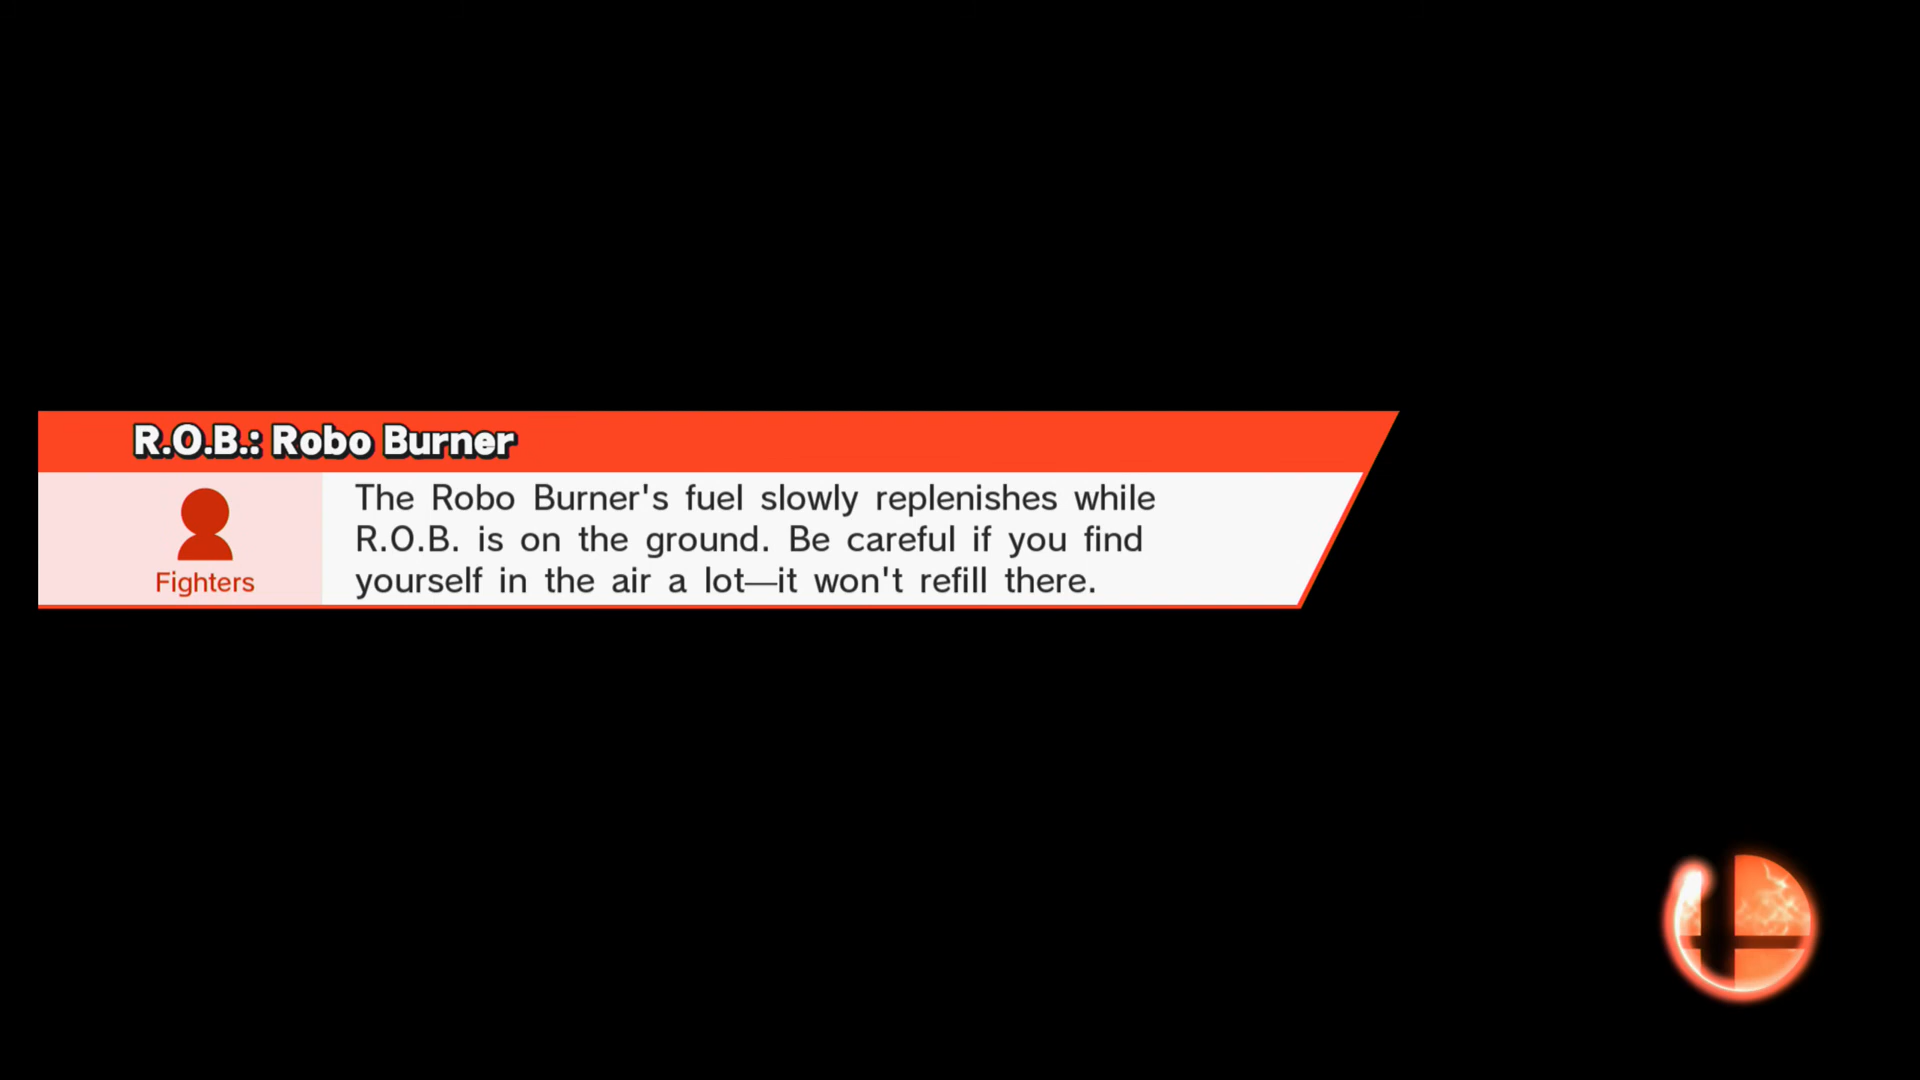 R.O.B.: Robo Burner
Fighters
The Robo Burner's fuel slowly replenishes while
R.O.B. is on the ground. Be careful if you find
yourself in the air a lot—it won't refill there.